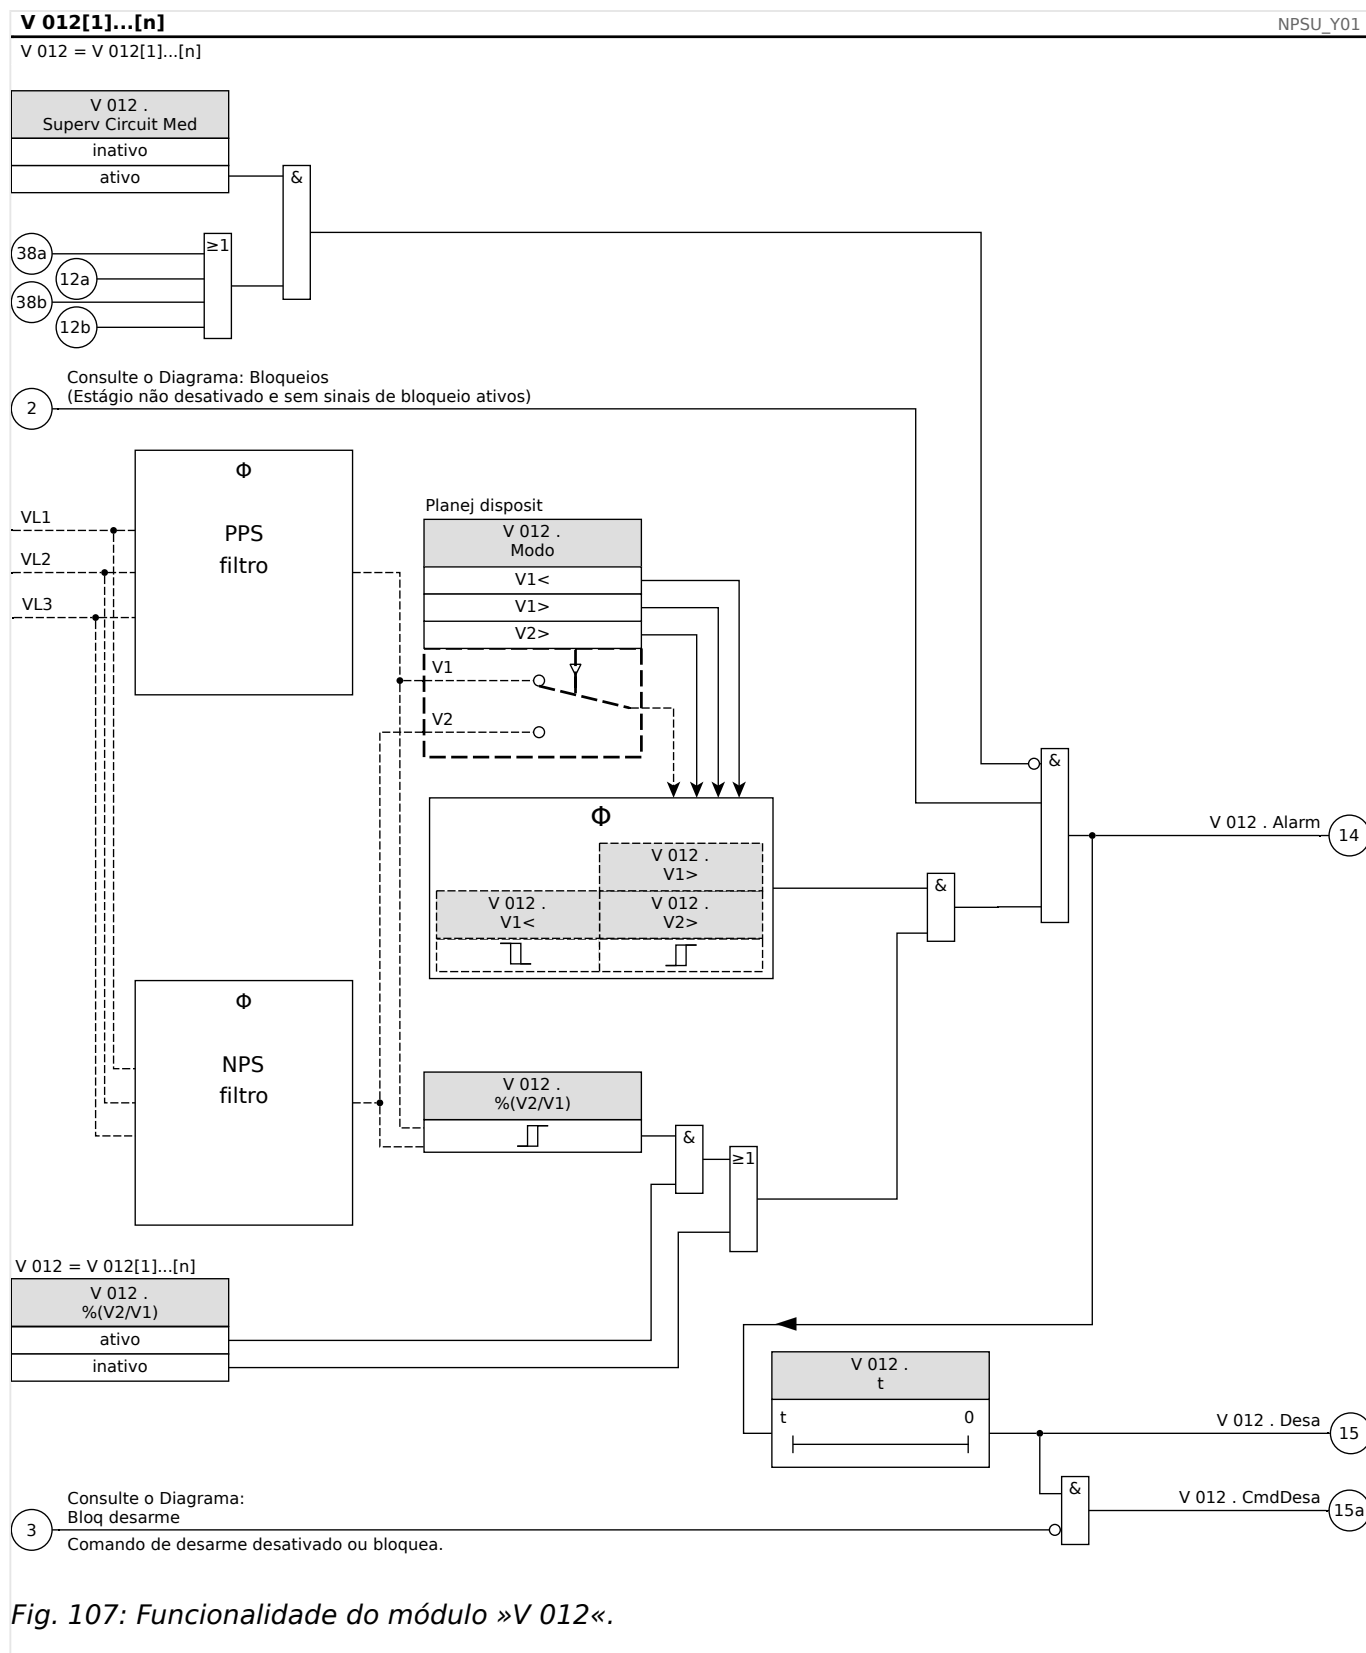 V 012[1]...[n]
NPSU_Y01
V 012 = V 012[1]...[n]
V 012 .
Superv Circuit Med
inativo
ativo
&
≥1
38a
12a
38b
12b
Consulte o Diagrama: Bloqueios
(Estágio não desativado e sem sinais de bloqueio ativos)
2
Φ
PPS
filtro
VL1
VL2
VL3
Planej disposit
V 012 .
Modo
V1<
V1>
V2>
V1
V2
&
V 012 . Alarm
14
Φ
V 012 .
V1>
V 012 .
V1<
V 012 .
V2>
&
Φ
NPS
filtro
V 012 .
%(V2/V1)
&
≥1
V 012 = V 012[1]...[n]
V 012 .
%(V2/V1)
ativo
inativo
V 012 .
t
t
0
V 012 . Desa
15
&
V 012 . CmdDesa
15a
Consulte o Diagrama:
Bloq desarme
3
Comando de desarme desativado ou bloquea.
Fig. 107: Funcionalidade do módulo »V 012«.